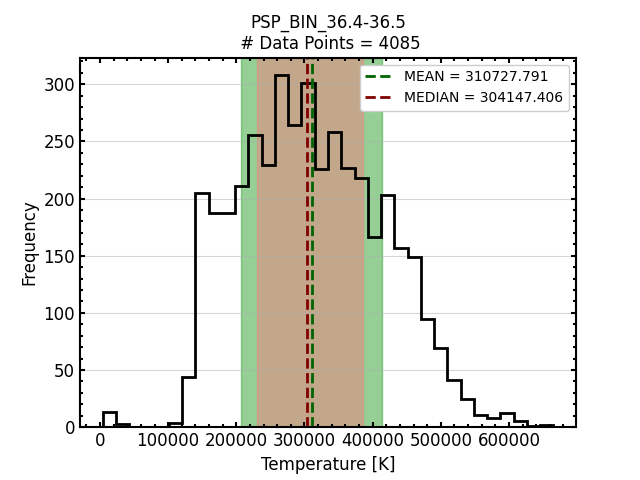 PSP_BIN_36.4-36.5
# Data Points = 4085
MEAN = 310727.791
MEDIAN = 304147.406
Frequency
300
250
200
150
100
50
0
0 100000 200000 300000 400000 500000 600000
Temperature [K]